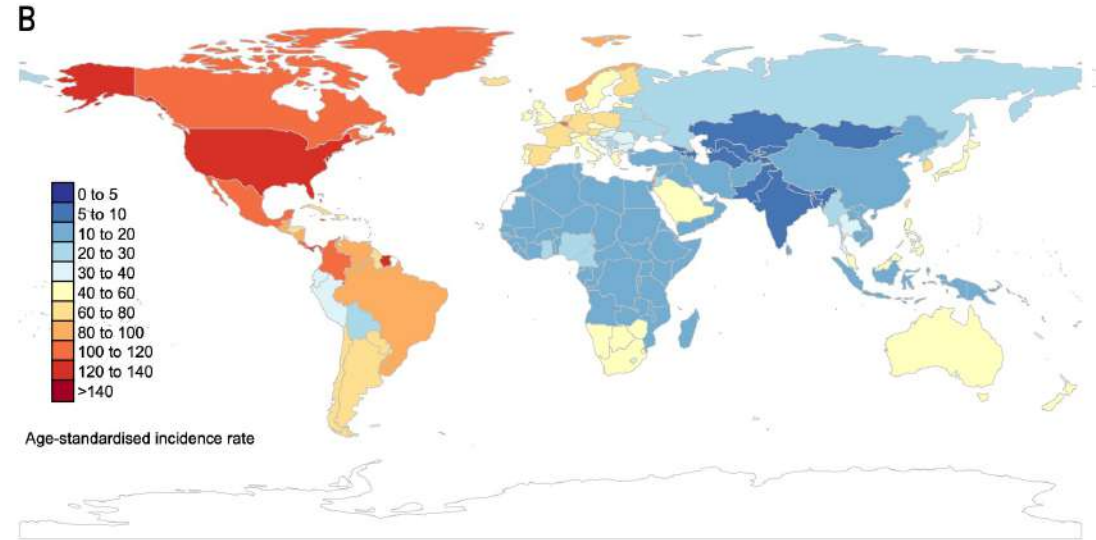 B
0 to 5
5 to 10
10 to 20
20 to 30
30 to 40
40 to 60
60 to 80
80 to 100
100 to 120
120 to 140
>140
Age-standardised incidence rate